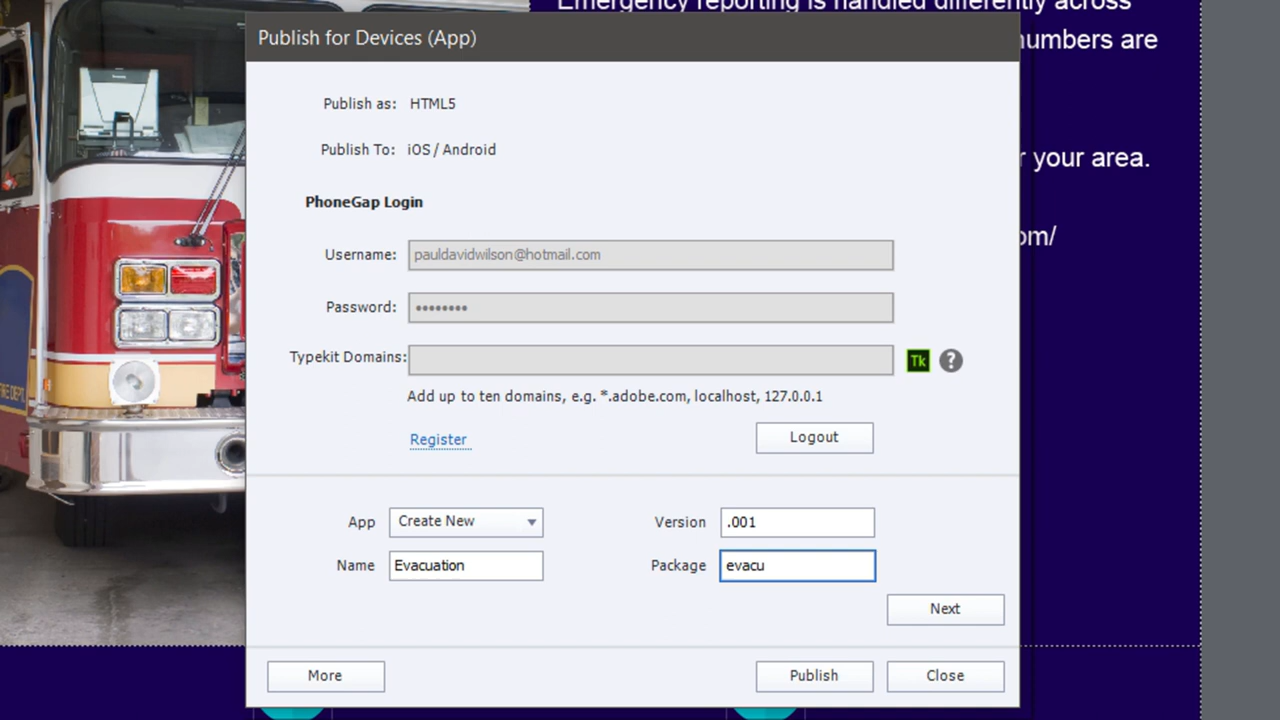 Emergency reporting is handled differently across
Publish for Devices (App)
numbers are
Publish as: HTML5
Publish To: iOS / Android
your area.
PhoneGap Login
om/
Username: pauldavidwilson@hotmail.com
Password: ••••••••
Typekit Domains: Tk ?
Add up to ten domains, e.g. *.adobe.com, localhost, 127.0.0.1
Register Logout
App Create New Version .001
Name Evacuation Package evacu
Next
More Publish Close